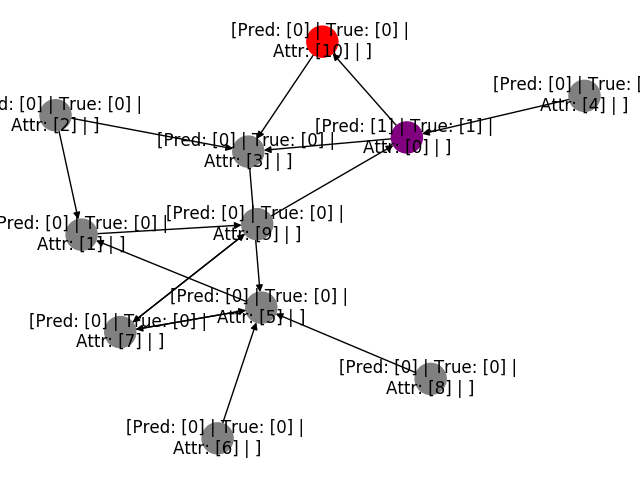 [Pred: [0] | True: [0] |
Attr: [10] | ]
[Pred: [0] | True: [
Attr: [4] | ]
d: [0] | True: [0] |
Attr: [2] | ]
[Pred: [1] | True: [1] |
Attr: [0] | ]
[Pred: [0] | True: [0] |
Attr: [3] | ]
[Pred: [0] | True: [0] |
Attr: [9] | ]
Pred: [0] | True: [0] |
Attr: [1] | ]
[Pred: [0] | True: [0] |
Attr: [5] | ]
[Pred: [0] | True: [0] |
Attr: [7] | ]
[Pred: [0] | True: [0] |
Attr: [8] | ]
[Pred: [0] | True: [0] |
Attr: [6] | ]